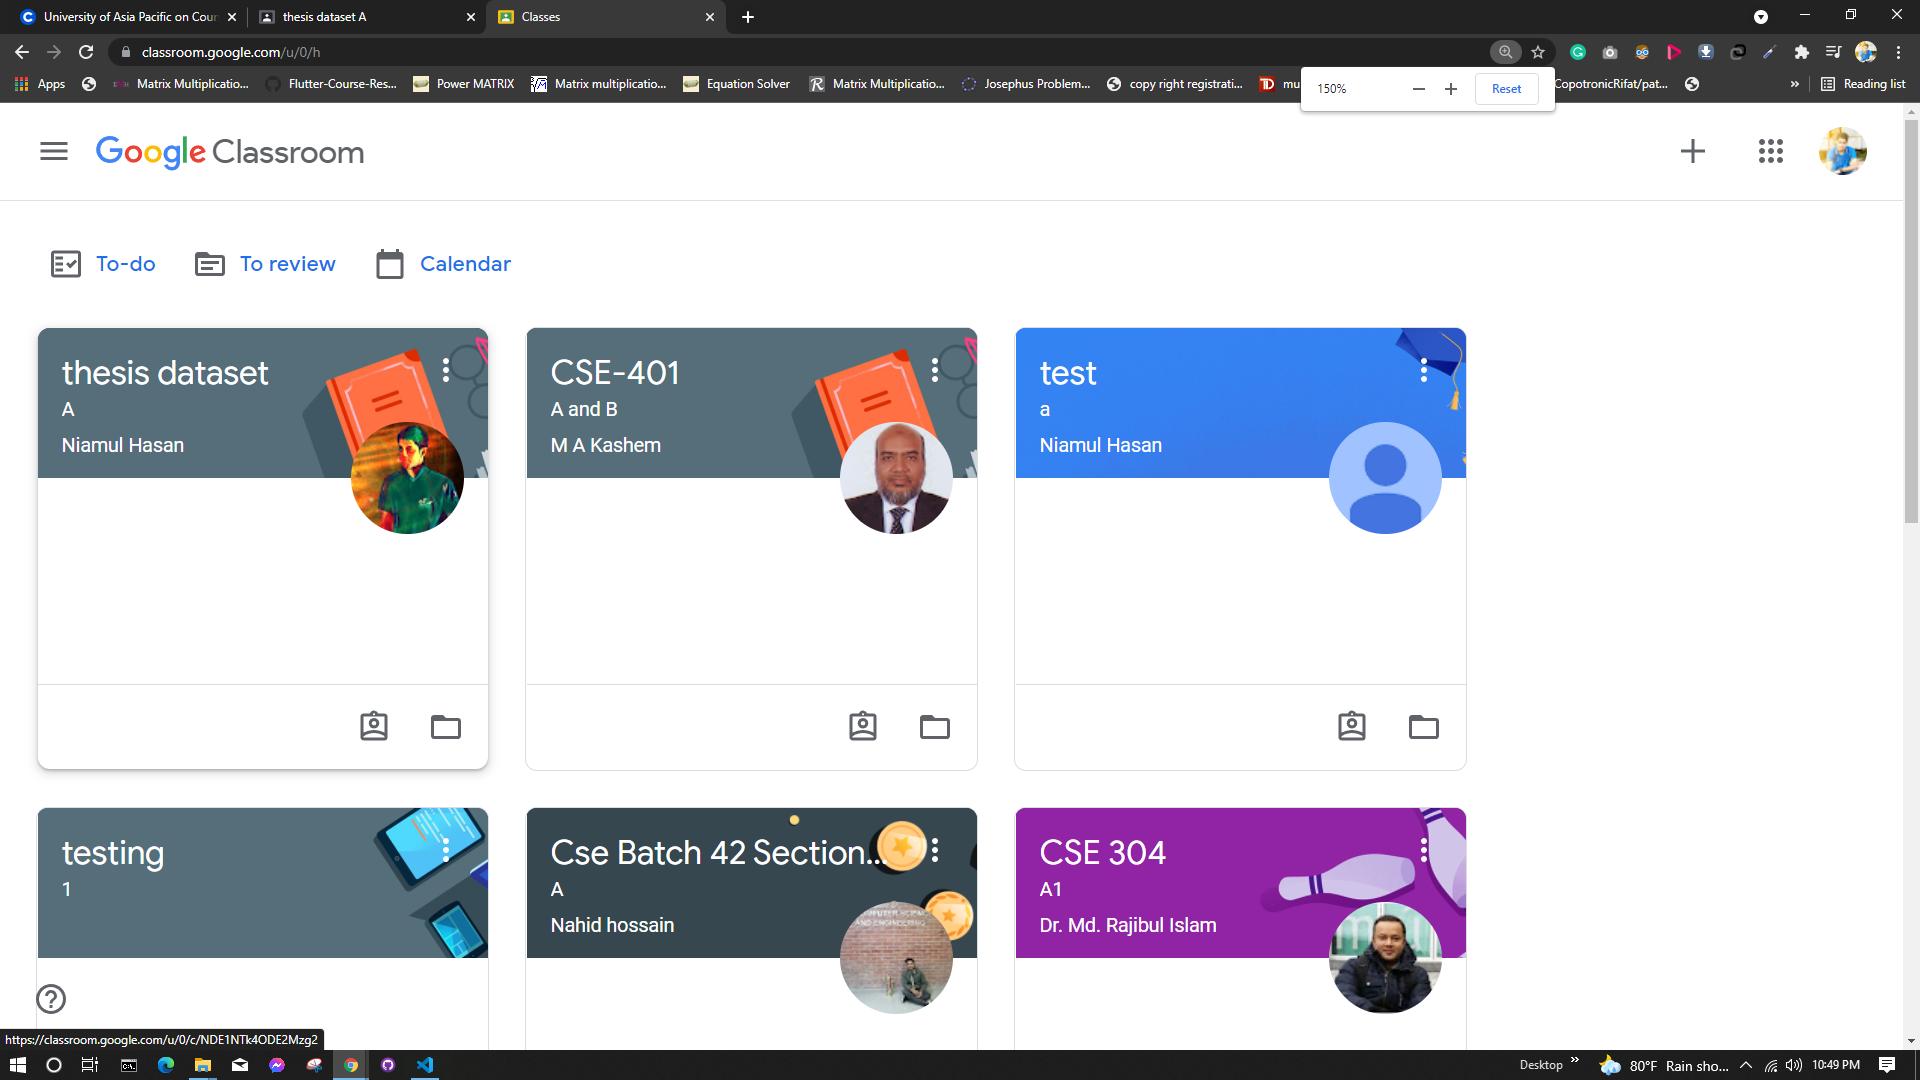 University of Asia Pacific on Cour
thesis dataset A
Classes
classroom.google.com/u/0/h
Apps
Matrix Multiplicatio...
Flutter-Course-Res...
Power MATRIX
Matrix multiplicatio...
Equation Solver
Matrix Multiplicatio...
Josephus Problem...
copy right registrati...
TD
mu
CopotronicRifat/pat...
»
Reading list
150%
Reset
Google Classroom
To-do
To review
Calendar
thesis dataset
A
Niamul Hasan
CSE-401
A and B
M A Kashem
test
a
Niamul Hasan
testing
1
Cse Batch 42 Section...
A
Nahid hossain
CSE 304
A1
Dr. Md. Rajibul Islam
https://classroom.google.com/u/0/c/NDE1NTk4ODE2Mzg2
Desktop
»
80°F Rain sho...
10:49 PM